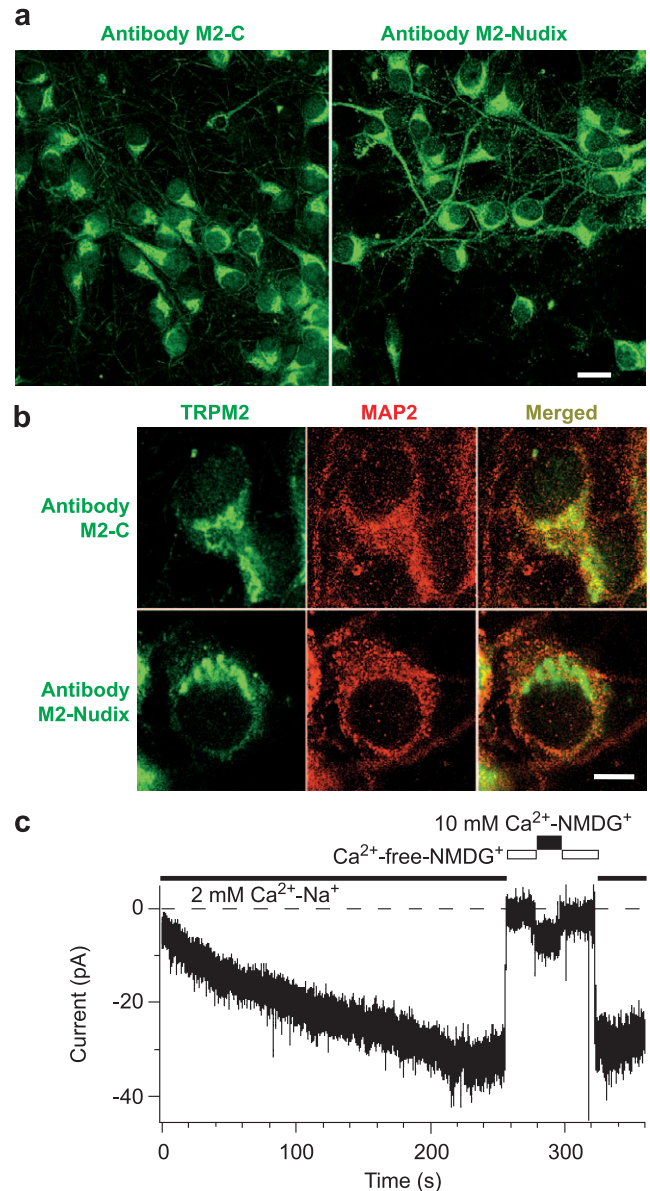 a
Antibody M2-C
Antibody M2-Nudix
b
TRPM2
MAP2
Merged
Antibody
M2-C
Antibody
M2-Nudix
c
10 mM Ca²⁺-NMDG⁺
Ca²⁺-free-NMDG⁺
2 mM Ca²⁺-Na⁺
0
-20
-40
Current (pA)
0
100
200
300
Time (s)